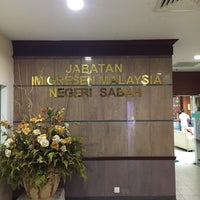 JABATAN
IMIGRESEN MALAYSIA
NEGERI SABAH